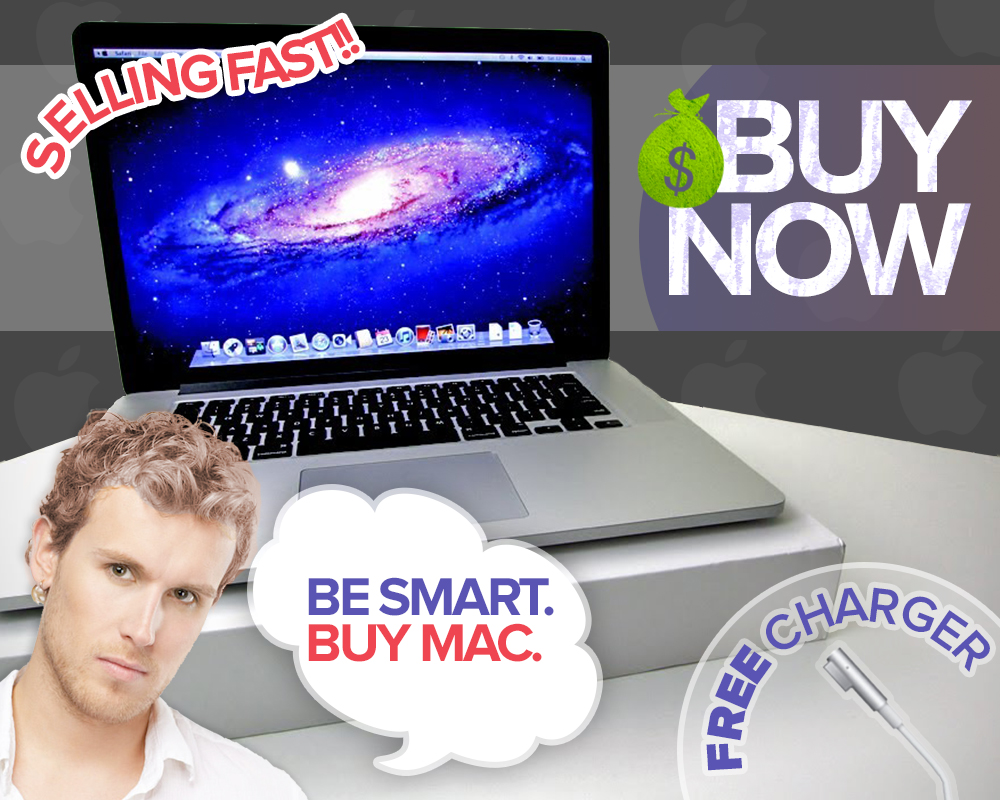 SELLING FAST!!
$
BUY
NOW
BE SMART.
BUY MAC.
FREE CHARGER